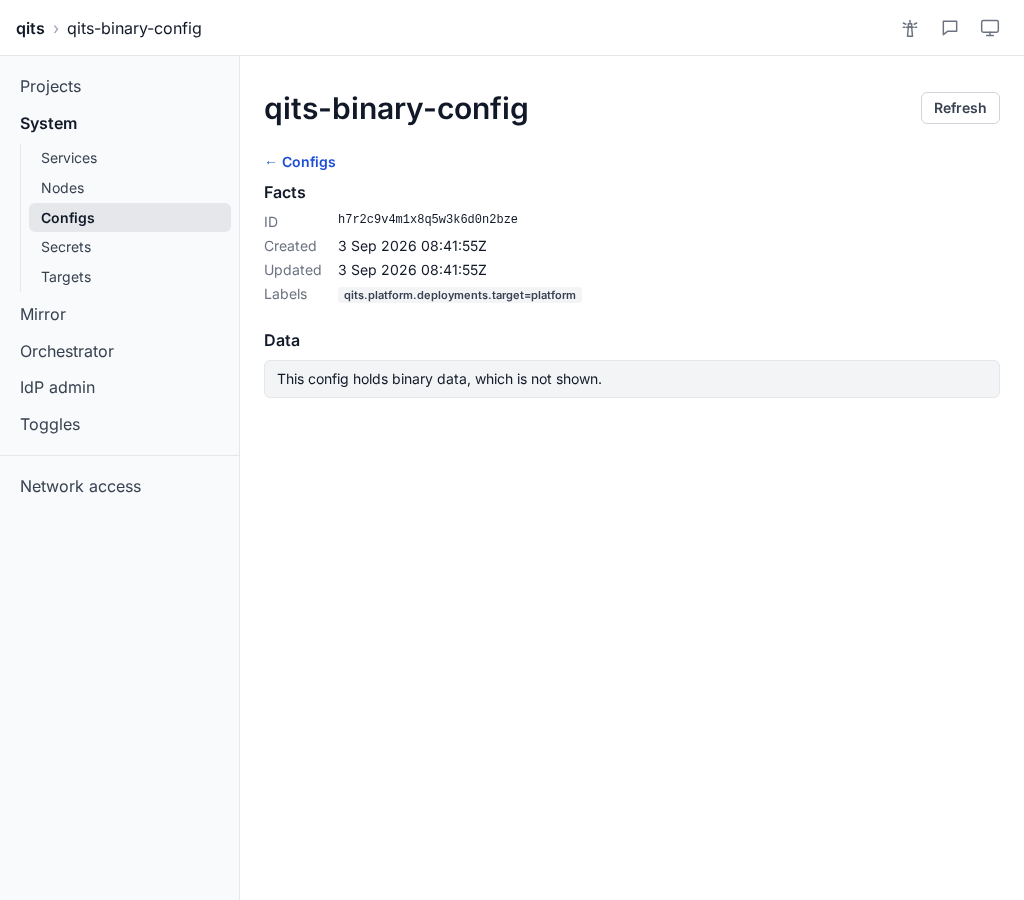 qits › qits-binary-config
Projects
System
Services
Nodes
Configs
Secrets
Targets
Mirror
Orchestrator
IdP admin
Toggles
Network access
qits-binary-config
Refresh
← Configs
Facts
ID h7r2c9v4m1x8q5w3k6d0n2bze
Created 3 Sep 2026 08:41:55Z
Updated 3 Sep 2026 08:41:55Z
Labels qits.platform.deployments.target=platform
Data
This config holds binary data, which is not shown.